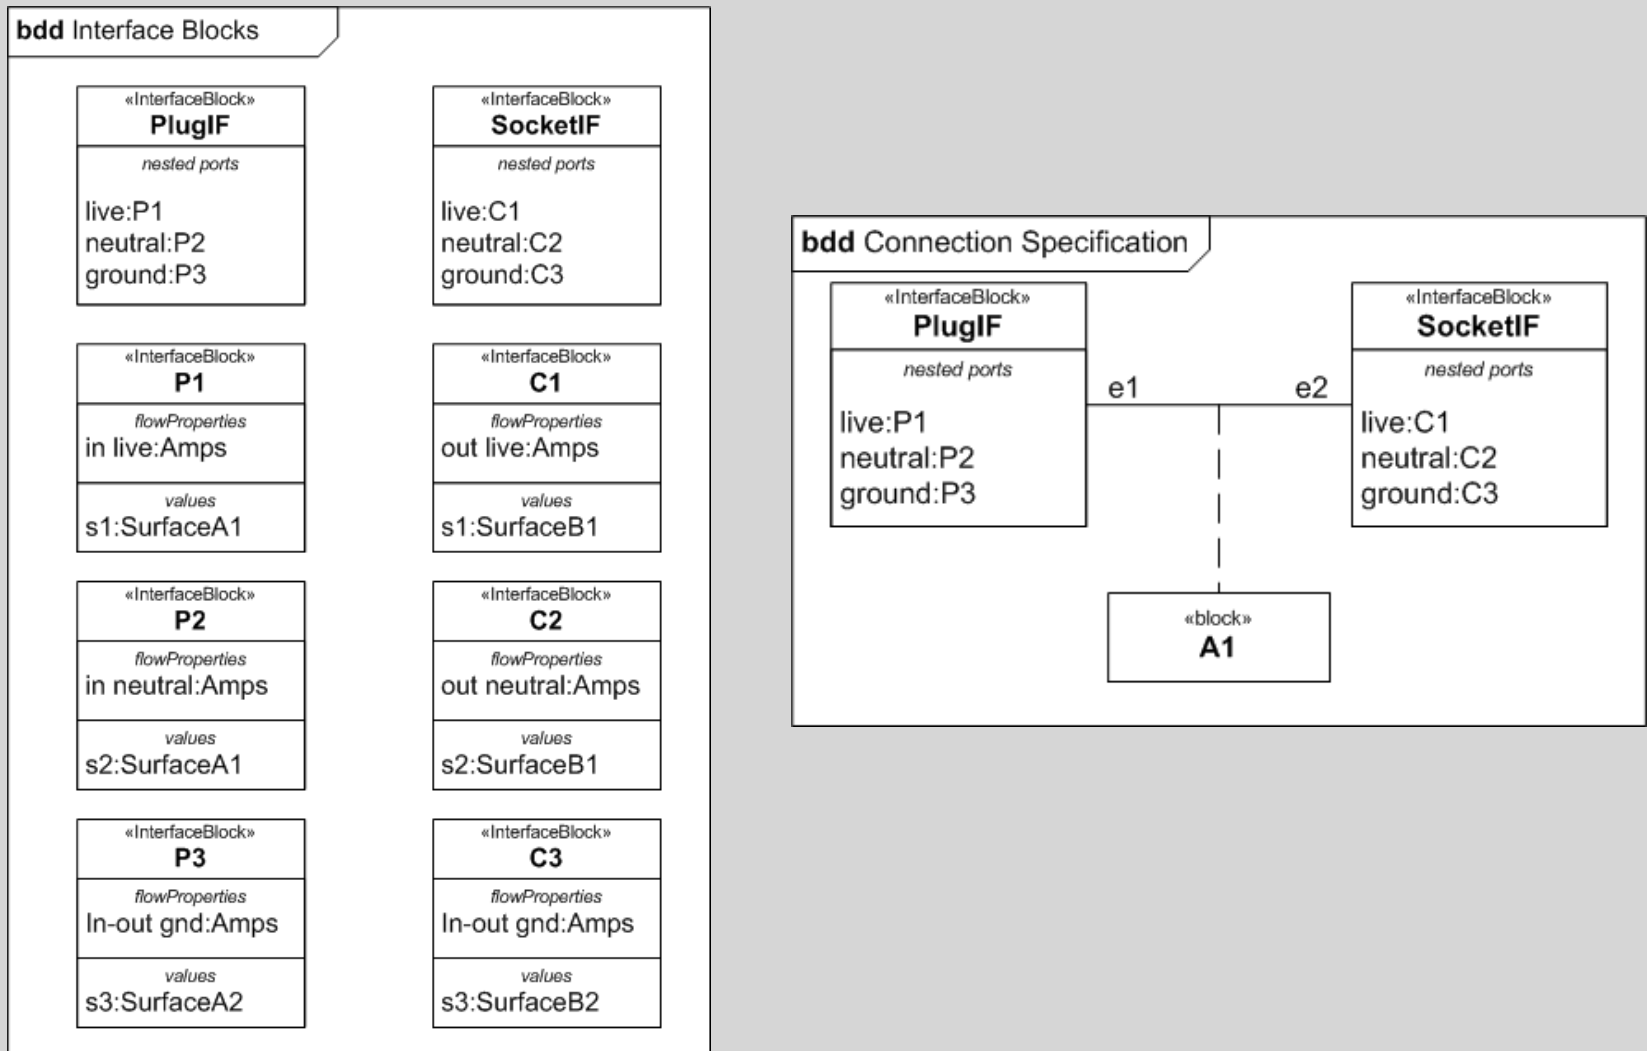 bdd Interface Blocks
«InterfaceBlock»
PlugIF
nested ports
live:P1
neutral:P2
ground:P3
«InterfaceBlock»
SocketIF
nested ports
live:C1
neutral:C2
ground:C3
«InterfaceBlock»
P1
flowProperties
in live:Amps
values
s1:SurfaceA1
«InterfaceBlock»
C1
flowProperties
out live:Amps
values
s1:SurfaceB1
«InterfaceBlock»
P2
flowProperties
in neutral:Amps
values
s2:SurfaceA1
«InterfaceBlock»
C2
flowProperties
out neutral:Amps
values
s2:SurfaceB1
«InterfaceBlock»
P3
flowProperties
In-out gnd:Amps
values
s3:SurfaceA2
«InterfaceBlock»
C3
flowProperties
In-out gnd:Amps
values
s3:SurfaceB2
bdd Connection Specification
«InterfaceBlock»
PlugIF
nested ports
live:P1
neutral:P2
ground:P3
e1
e2
«InterfaceBlock»
SocketIF
nested ports
live:C1
neutral:C2
ground:C3
«block»
A1